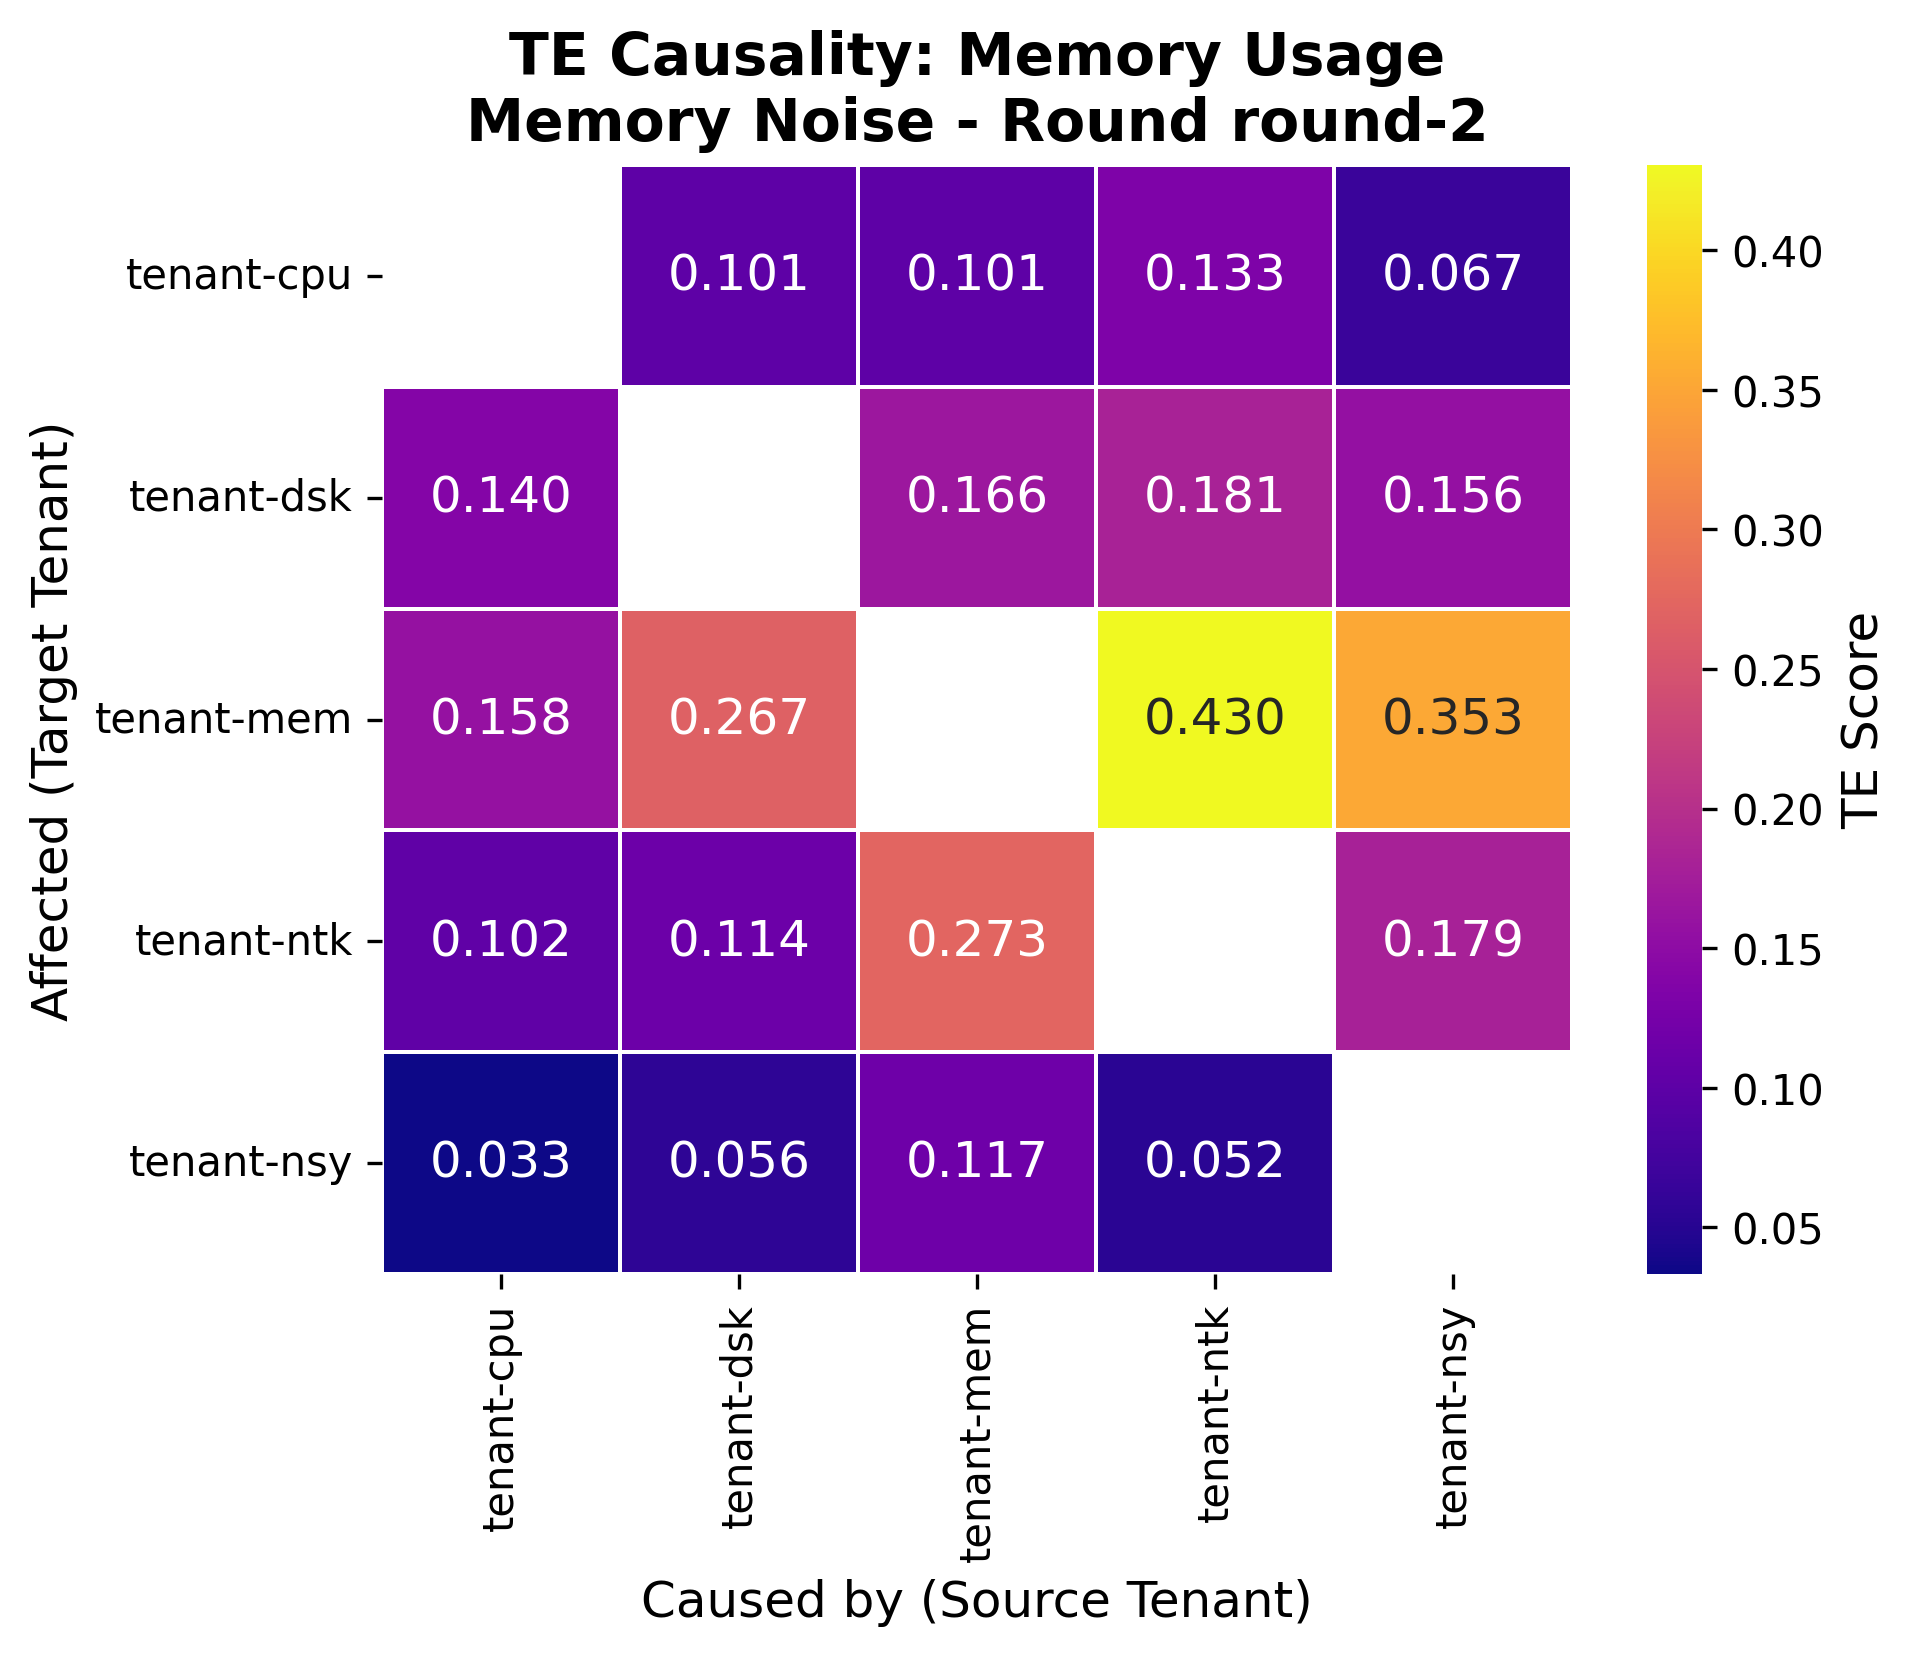 TE Causality: Memory Usage
Memory Noise - Round round-2
tenant-cpu
0.101 0.101 0.133 0.067
tenant-dsk
0.140 0.166 0.181 0.156
tenant-mem
0.158 0.267 0.430 0.353
tenant-ntk
0.102 0.114 0.273 0.179
tenant-nsy
0.033 0.056 0.117 0.052
Affected (Target Tenant)
tenant-cpu
tenant-dsk
tenant-mem
tenant-ntk
tenant-nsy
Caused by (Source Tenant)
0.40
0.35
0.30
0.25
0.20
0.15
0.10
0.05
TE Score